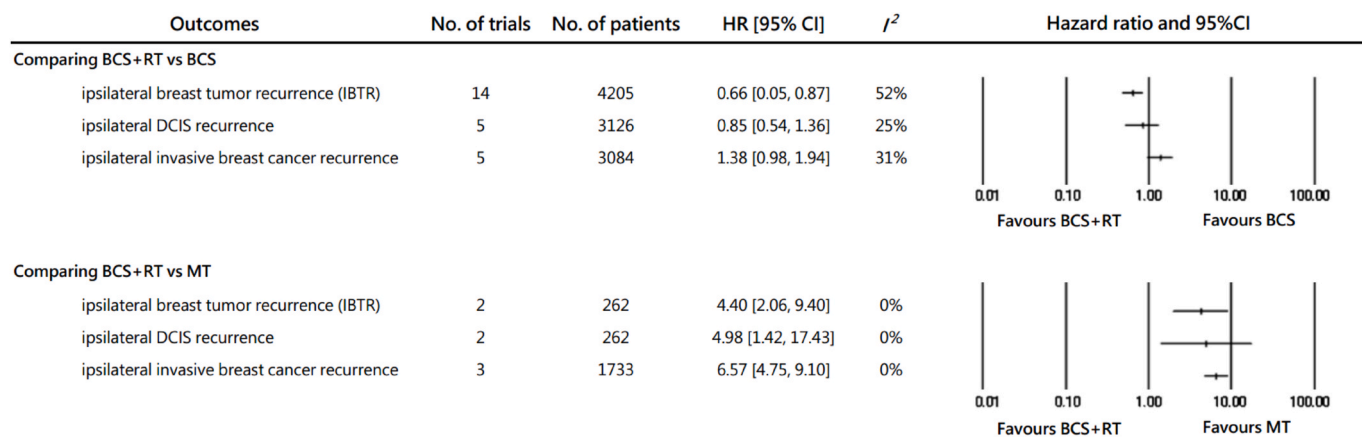 Outcomes No. of trials No. of patients HR [95% CI] I² Hazard ratio and 95%CI
Comparing BCS+RT vs BCS
ipsilateral breast tumor recurrence (IBTR) 14 4205 0.66 [0.05, 0.87] 52%
ipsilateral DCIS recurrence 5 3126 0.85 [0.54, 1.36] 25%
ipsilateral invasive breast cancer recurrence 5 3084 1.38 [0.98, 1.94] 31%
0.01 0.10 1.00 10.00 100.00
Favours BCS+RT Favours BCS
Comparing BCS+RT vs MT
ipsilateral breast tumor recurrence (IBTR) 2 262 4.40 [2.06, 9.40] 0%
ipsilateral DCIS recurrence 2 262 4.98 [1.42, 17.43] 0%
ipsilateral invasive breast cancer recurrence 3 1733 6.57 [4.75, 9.10] 0%
0.01 0.10 1.00 10.00 100.00
Favours BCS+RT Favours MT